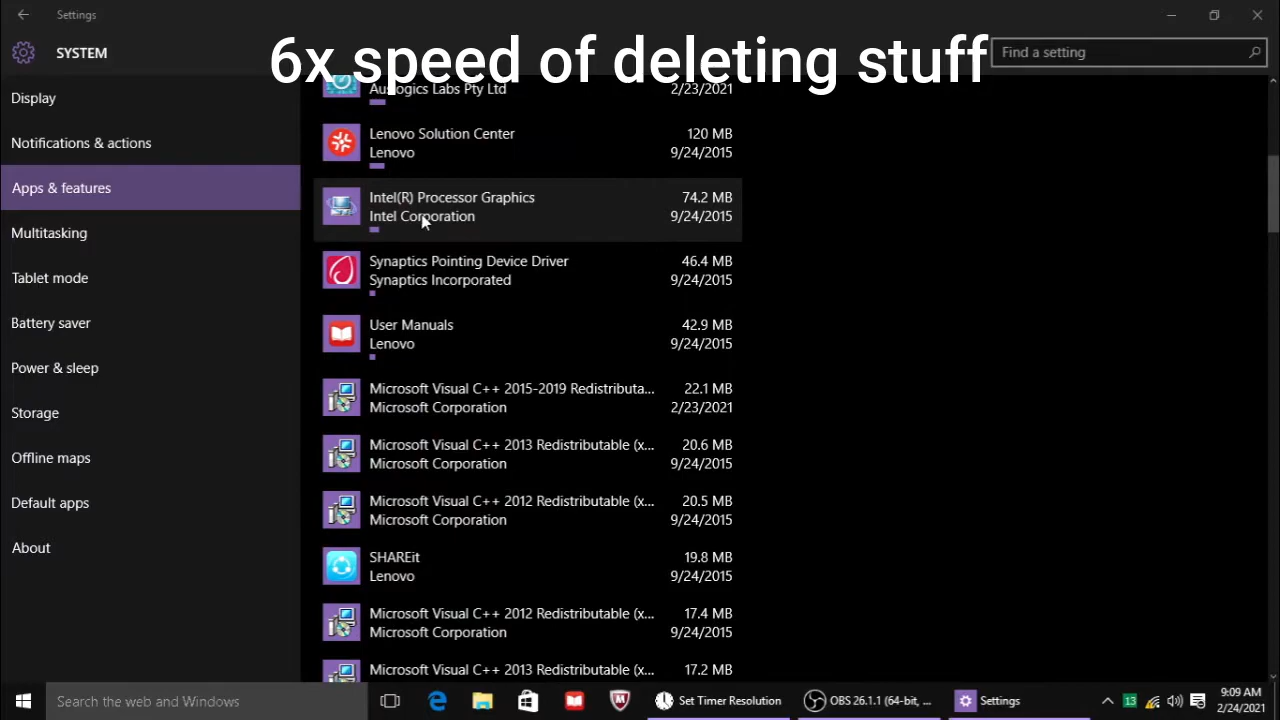 Settings
SYSTEM
6x speed of deleting stuff
Find a setting
Display
Notifications & actions
Apps & features
Multitasking
Tablet mode
Battery saver
Power & sleep
Storage
Offline maps
Default apps
About
Auslogics Labs Pty Ltd 2/23/2021
Lenovo Solution Center 120 MB
Lenovo 9/24/2015
Intel(R) Processor Graphics 74.2 MB
Intel Corporation 9/24/2015
Synaptics Pointing Device Driver 46.4 MB
Synaptics Incorporated 9/24/2015
User Manuals 42.9 MB
Lenovo 9/24/2015
Microsoft Visual C++ 2015-2019 Redistributa... 22.1 MB
Microsoft Corporation 2/23/2021
Microsoft Visual C++ 2013 Redistributable (x... 20.6 MB
Microsoft Corporation 9/24/2015
Microsoft Visual C++ 2012 Redistributable (x... 20.5 MB
Microsoft Corporation 9/24/2015
SHAREit 19.8 MB
Lenovo 9/24/2015
Microsoft Visual C++ 2012 Redistributable (x... 17.4 MB
Microsoft Corporation 9/24/2015
Microsoft Visual C++ 2013 Redistributable (x... 17.2 MB
Search the web and Windows
Set Timer Resolution
OBS 26.1.1 (64-bit, ...
Settings
13
9:09 AM
2/24/2021